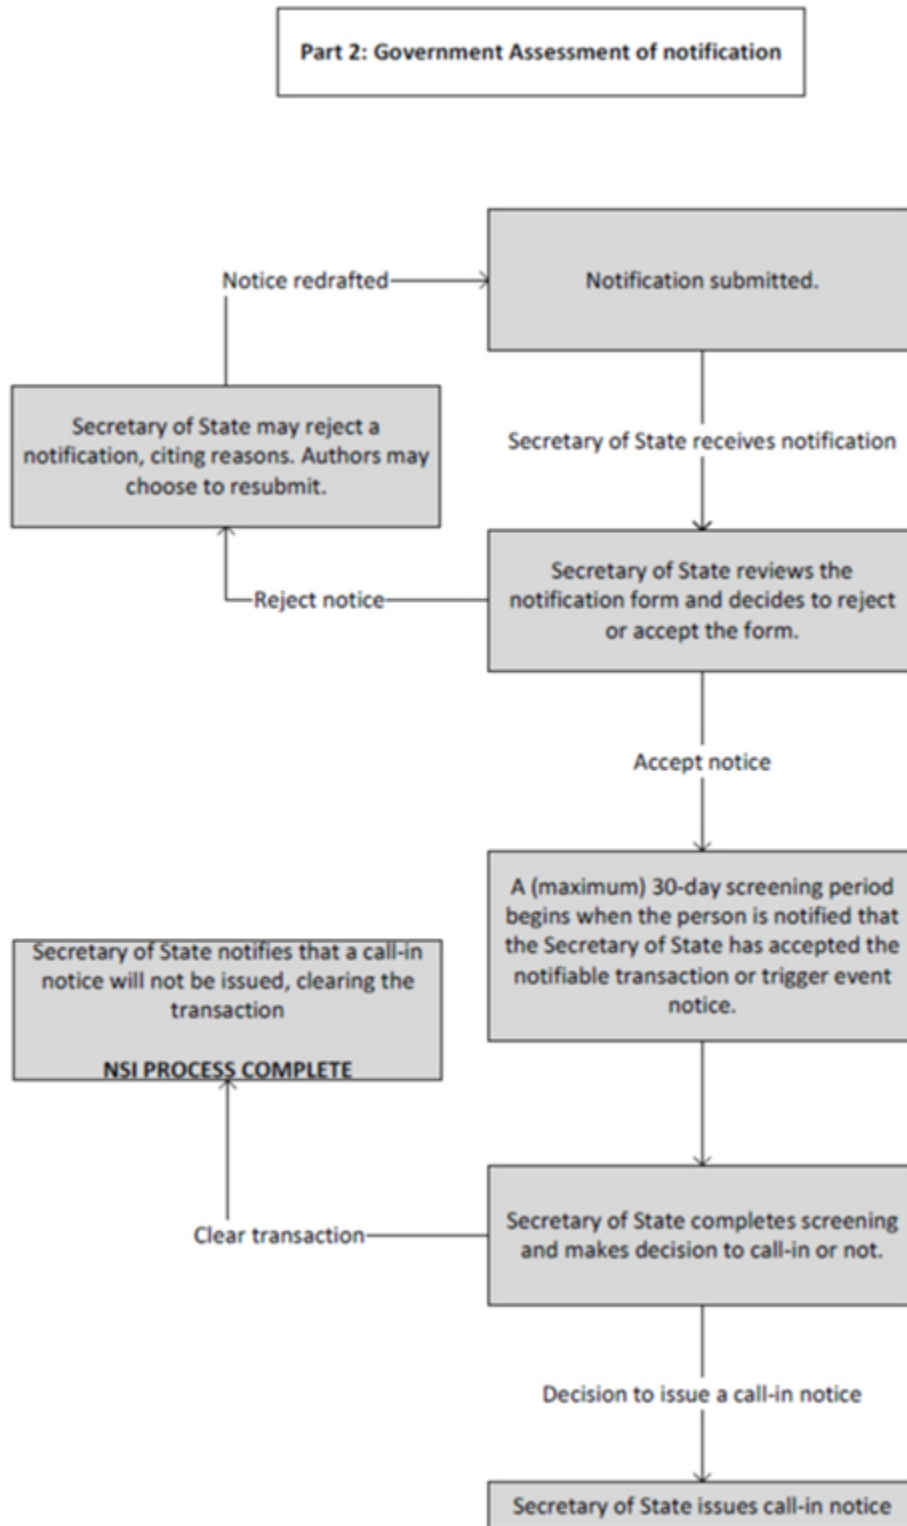 Part 2: Government Assessment of notification
Notice redrafted
Notification submitted.
Secretary of State may reject a
notification, citing reasons. Authors may
choose to resubmit.
Secretary of State receives notification
Reject notice
Secretary of State reviews the
notification form and decides to reject
or accept the form.
Accept notice
A (maximum) 30-day screening period
begins when the person is notified that
the Secretary of State has accepted the
notifiable transaction or trigger event
notice.
Secretary of State notifies that a call-in
notice will not be issued, clearing the
transaction
NSI PROCESS COMPLETE
Clear transaction
Secretary of State completes screening
and makes decision to call-in or not.
Decision to issue a call-in notice
Secretary of State issues call-in notice